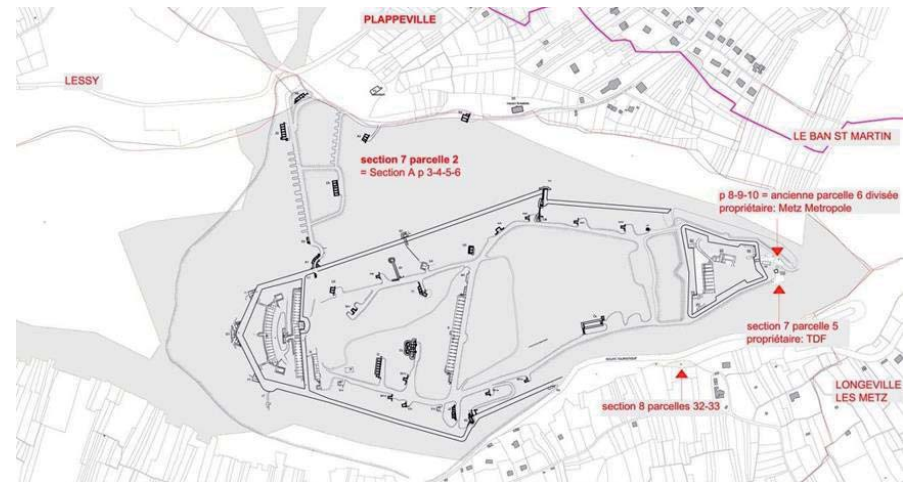 PLAPPEVILLE
LESSY
LE BAN ST MARTIN
section 7 parcelle 2
= Section A p 3-4-5-6
p 8-9-10 = ancienne parcelle 6 divisée
propriétaire: Metz Metropole
section 7 parcelle 5
propriétaire: TDF
LONGEVILLE
LES METZ
section 8 parcelles 32-33